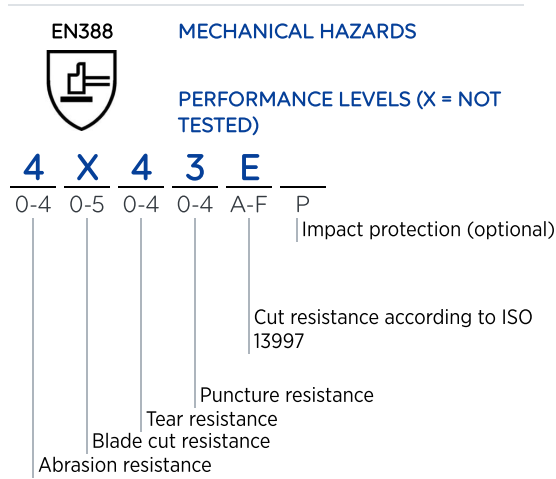 EN388
MECHANICAL HAZARDS
PERFORMANCE LEVELS (X = NOT
TESTED)
4 X 4 3 E
0-4 0-5 0-4 0-4 A-F P
Impact protection (optional)
Cut resistance according to ISO
13997
Puncture resistance
Tear resistance
Blade cut resistance
Abrasion resistance